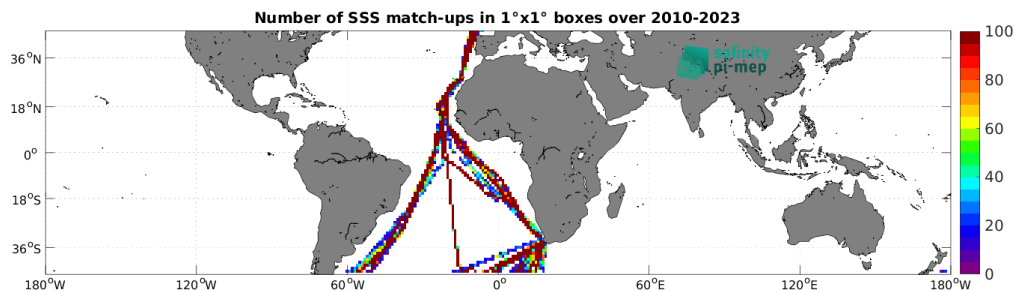 Number of SSS match-ups in 1°x1° boxes over 2010-2023
36°N
18°N
0°
18°S
36°S
180°W
120°W
60°W
0°
60°E
120°E
180°W
100
80
60
40
20
0
salinity
pi-mep